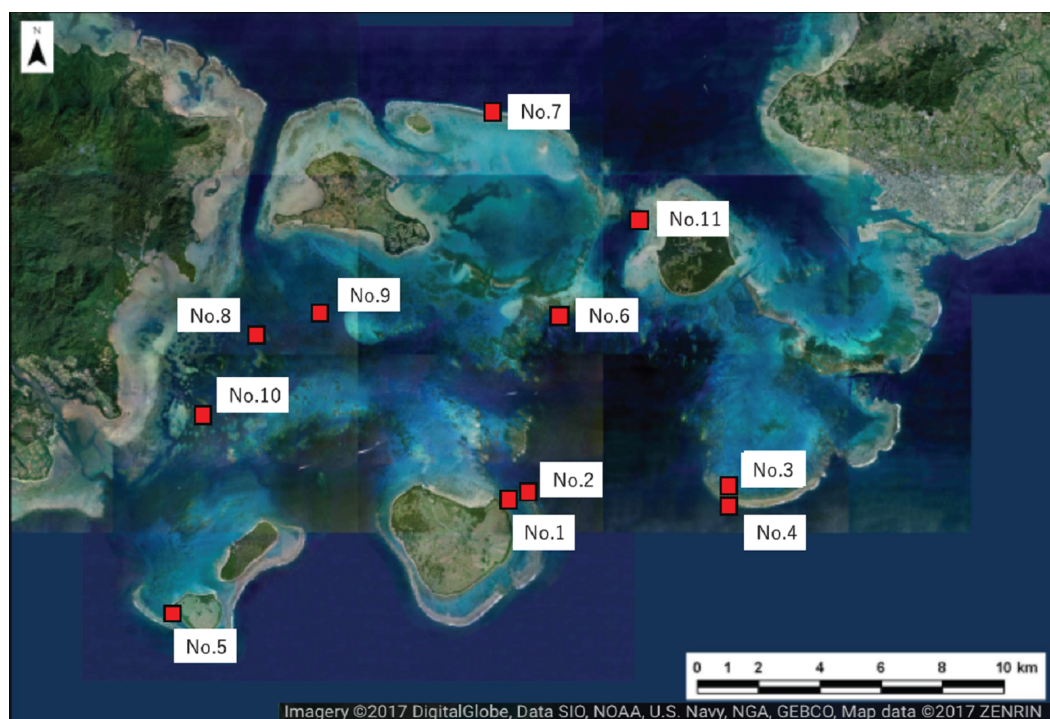 N
No.7
No.11
No.9
No.8
No.6
No.10
No.3
No.2
No.1
No.4
No.5
0 1 2 4 6 8 10 km
Imagery ©2017 DigitalGlobe, Data SIO, NOAA, U.S. Navy, NGA, GEBCO, Map data ©2017 ZENRIN